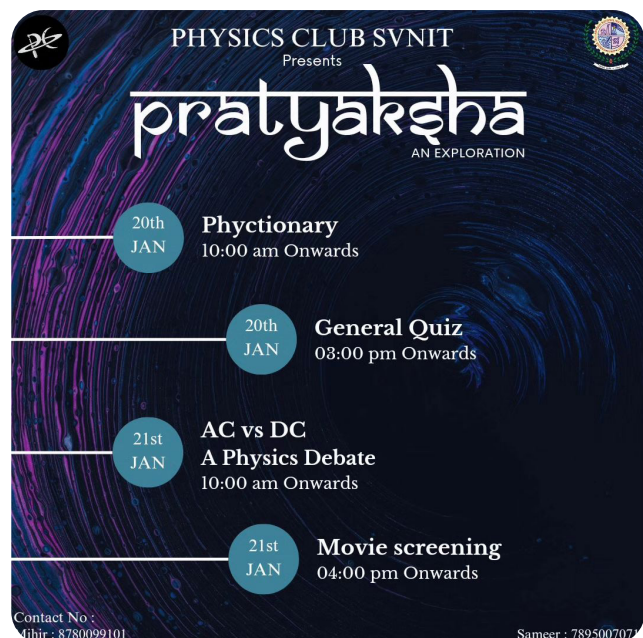 PHYSICS CLUB SVNIT
Presents
pratyaksha
AN EXPLORATION
20th
JAN
Phyctionary
10:00 am Onwards
20th
JAN
General Quiz
03:00 pm Onwards
21st
JAN
AC vs DC
A Physics Debate
10:00 am Onwards
21st
JAN
Movie screening
04:00 pm Onwards
Contact No :
Mihir : 8780099101
Sameer : 7895007071